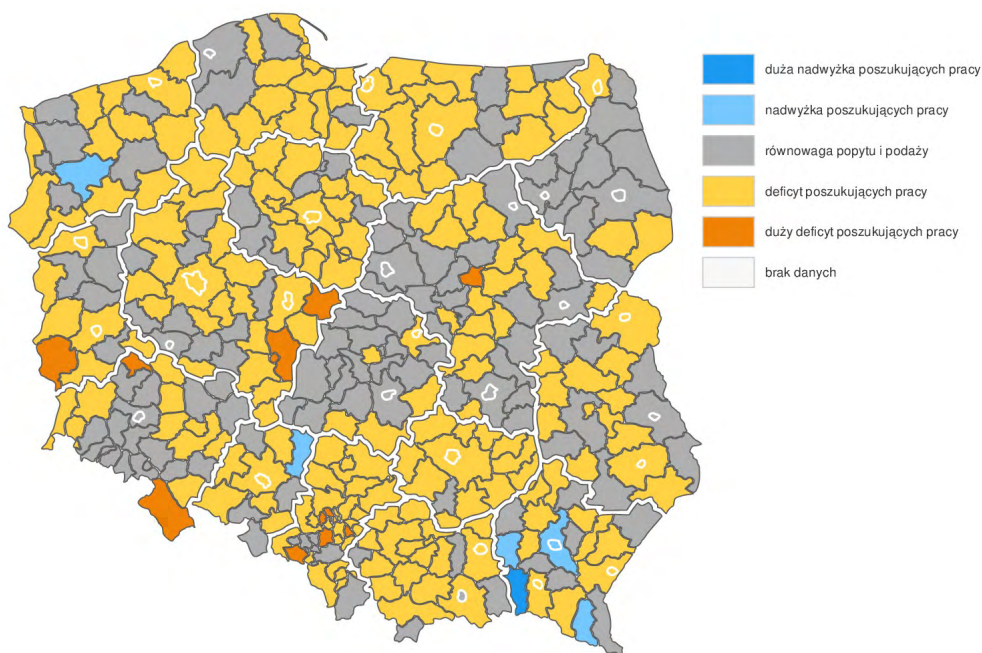 duża nadwyżka poszukujących pracy
nadwyżka poszukujących pracy
równowaga popytu i podaży
deficyt poszukujących pracy
duży deficyt poszukujących pracy
brak danych